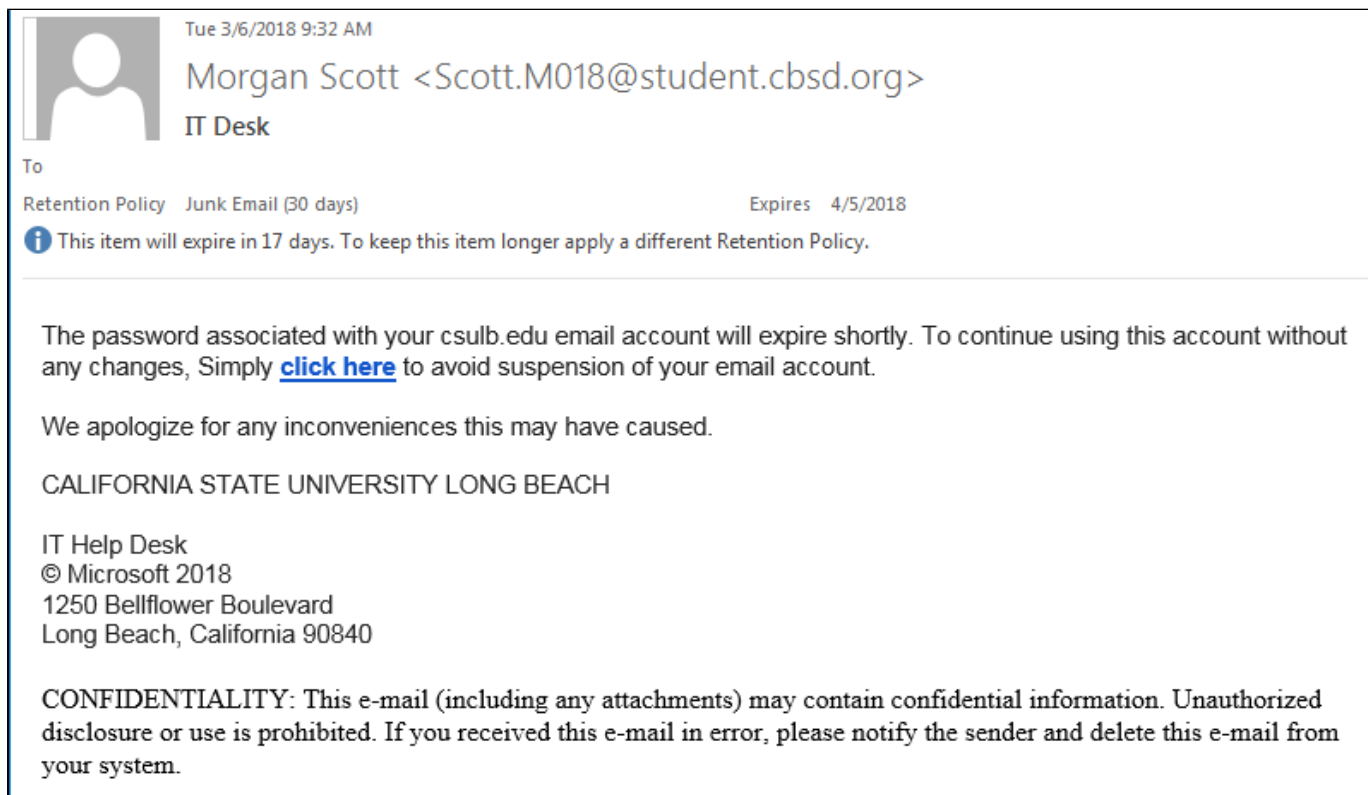 Tue 3/6/2018 9:32 AM
Morgan Scott <Scott.M018@student.cbsd.org>
IT Desk
To
Retention Policy Junk Email (30 days) Expires 4/5/2018
This item will expire in 17 days. To keep this item longer apply a different Retention Policy.
The password associated with your csulb.edu email account will expire shortly. To continue using this account without
any changes, Simply click here to avoid suspension of your email account.
We apologize for any inconveniences this may have caused.
CALIFORNIA STATE UNIVERSITY LONG BEACH
IT Help Desk
© Microsoft 2018
1250 Bellflower Boulevard
Long Beach, California 90840
CONFIDENTIALITY: This e-mail (including any attachments) may contain confidential information. Unauthorized
disclosure or use is prohibited. If you received this e-mail in error, please notify the sender and delete this e-mail from
your system.